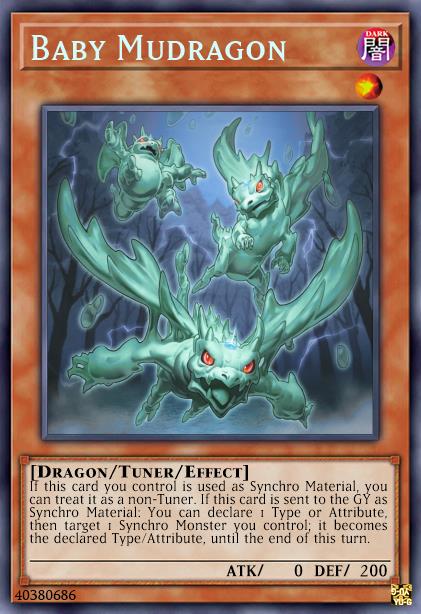 Baby Mudragon
DARK
闇
[Dragon/Tuner/Effect]
If this card you control is used as Synchro Material, you
can treat it as a non-Tuner. If this card is sent to the GY as
Synchro Material: You can declare 1 Type or Attribute,
then target 1 Synchro Monster you control; it becomes
the declared Type/Attribute, until the end of this turn.
ATK/ 0 DEF/ 200
40380686